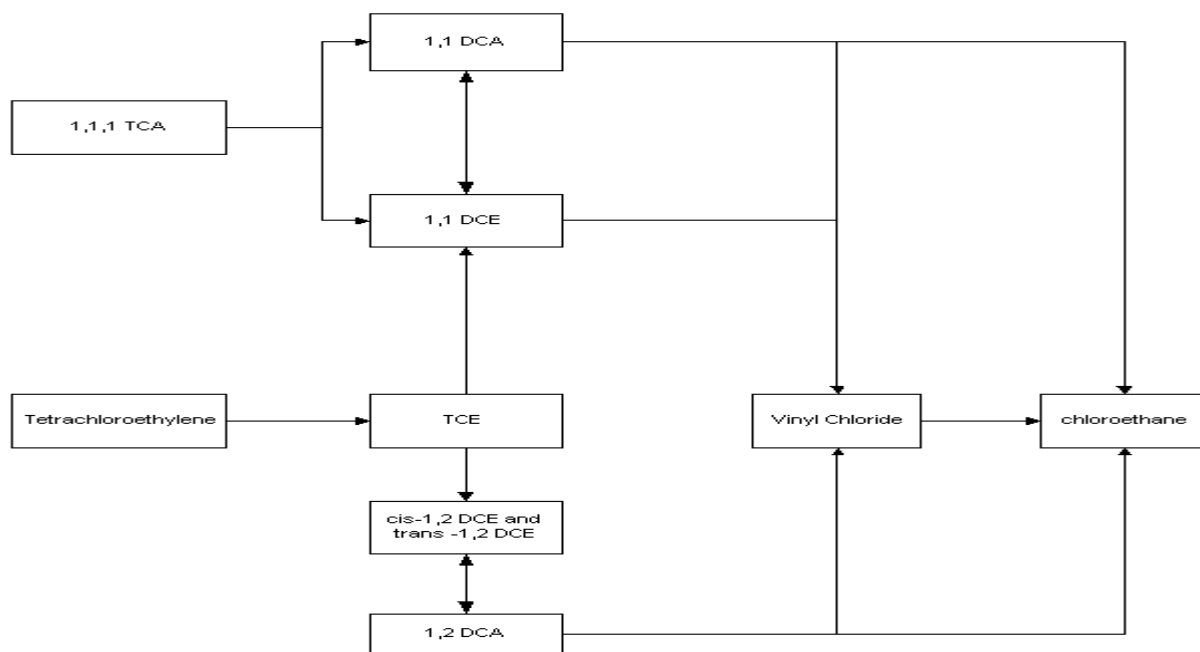 1,1 DCA
1,1,1 TCA
1,1 DCE
Tetrachloroethylene
TCE
Vinyl Chloride
chloroethane
cis-1,2 DCE and
trans -1,2 DCE
1,2 DCA